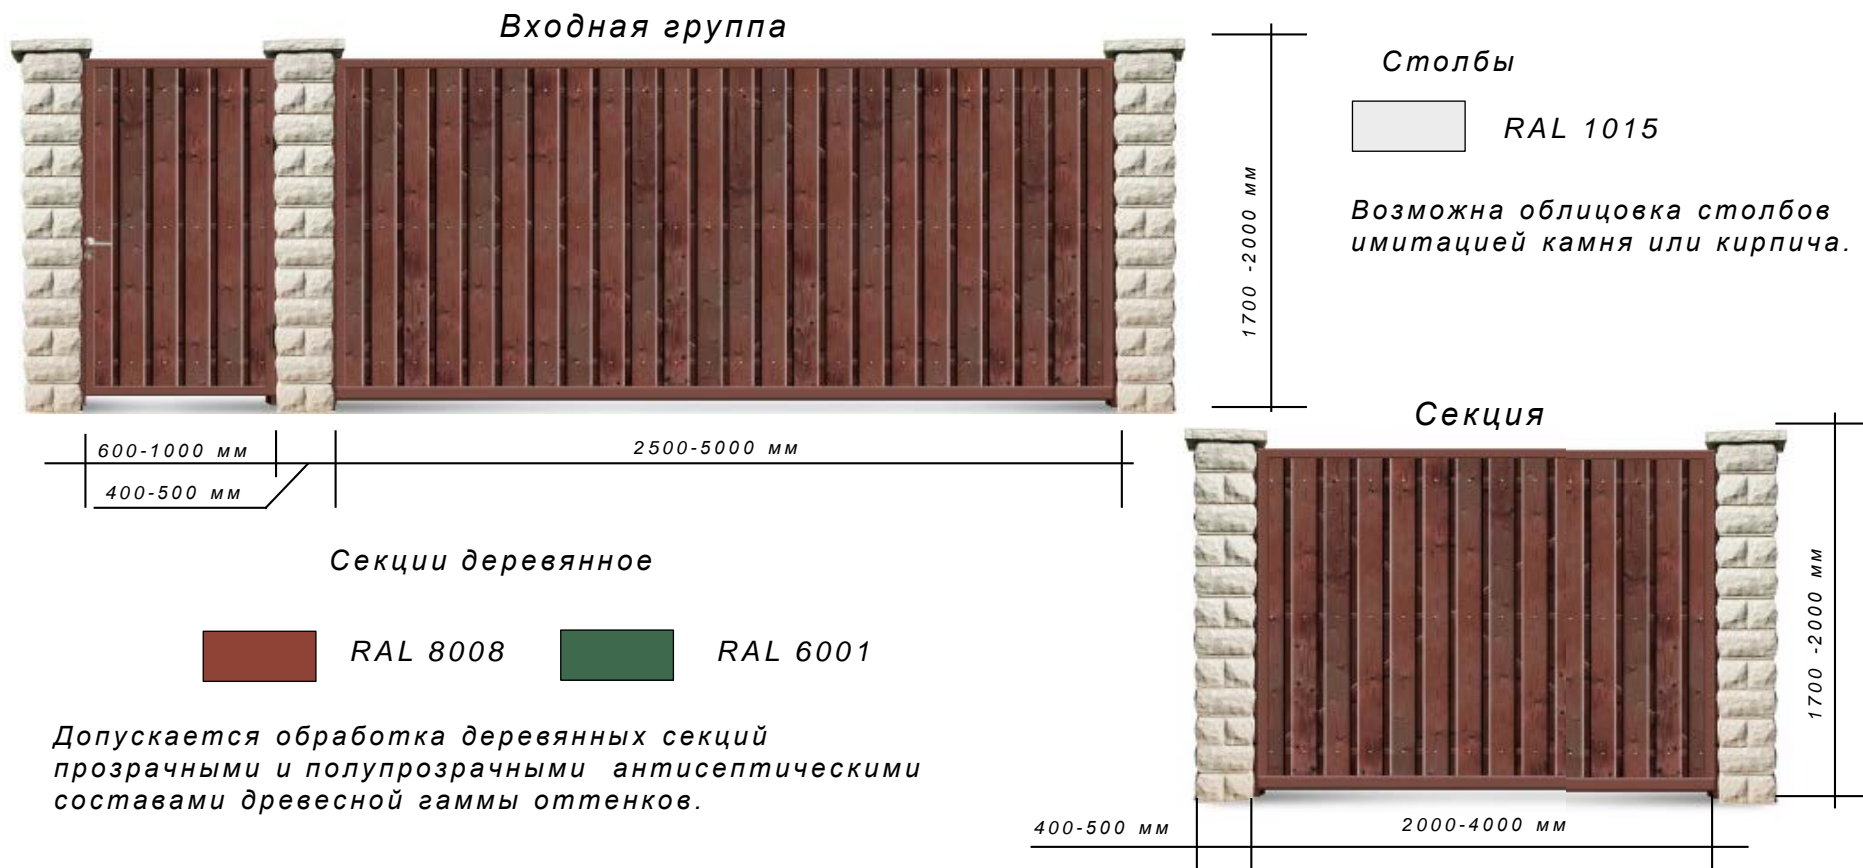 Входная группа
Столбы
RAL 1015
Возможна облицовка столбов
имитацией камня или кирпича.
1700 -2000 мм
600-1000 мм
2500-5000 мм
400-500 мм
Секция
1700 -2000 мм
400-500 мм
2000-4000 мм
Секции деревянное
RAL 8008
RAL 6001
Допускается обработка деревянных секций
прозрачными и полупрозрачными антисептическими
составами древесной гаммы оттенков.